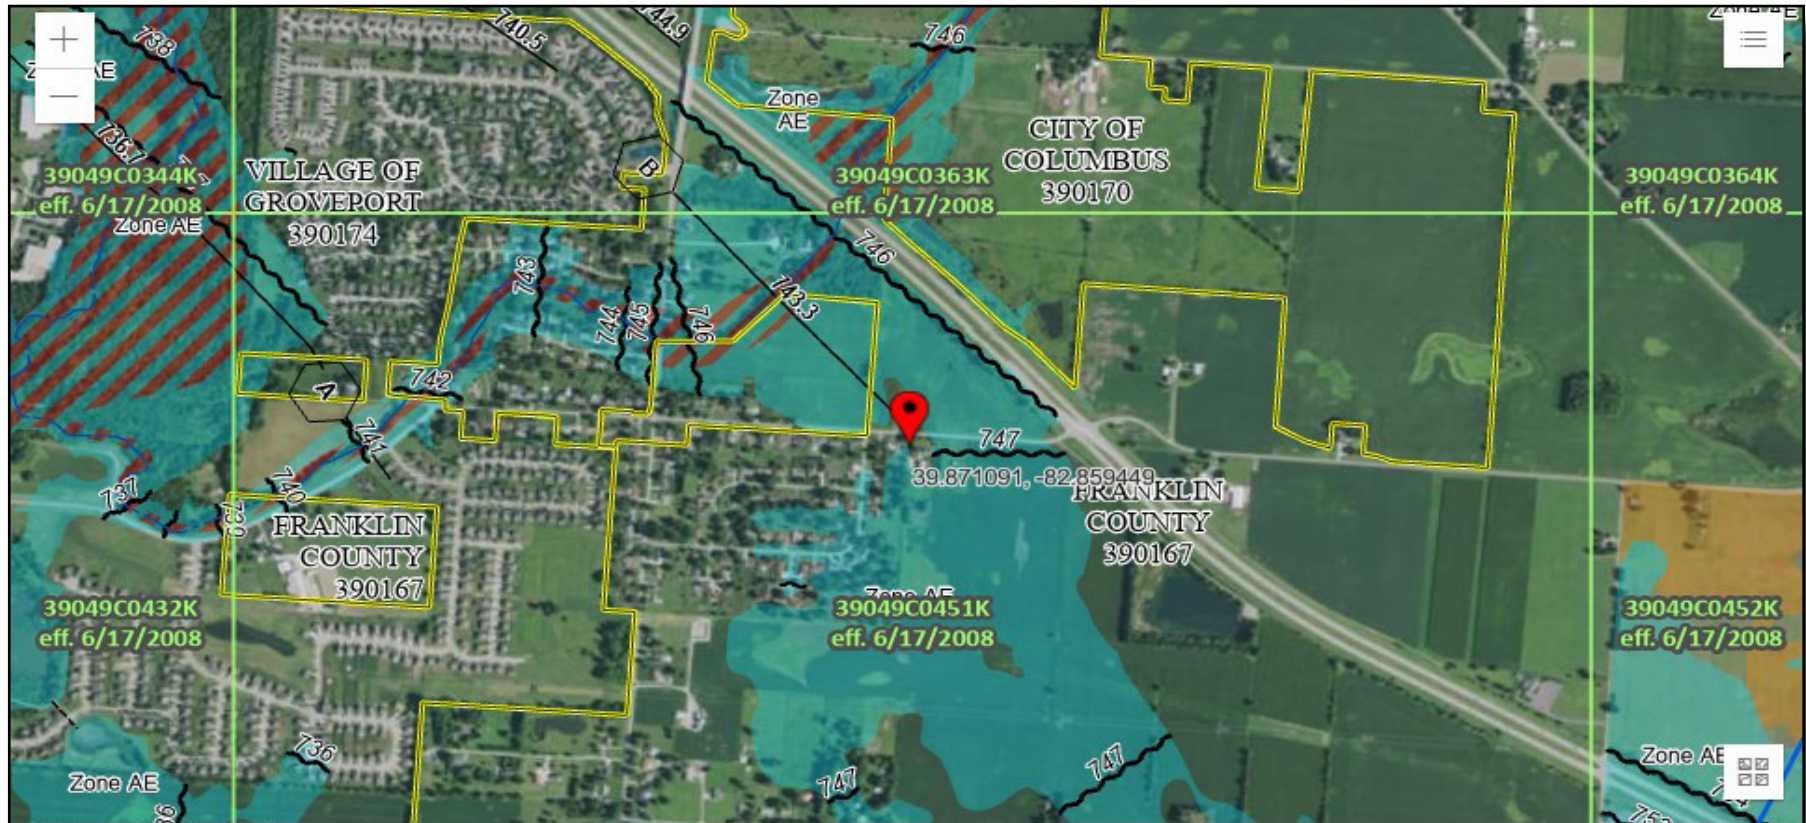 740.5
744.9
746
Zone AE
738
Zone
AE
736.7
39049C0344K
eff. 6/17/2008
Zone AE
VILLAGE OF
GROVEPORT
390174
B
39049C0363K
eff. 6/17/2008
CITY OF
COLUMBUS
390170
39049C0364K
eff. 6/17/2008
743
744
745
746
743.3
746
A
742
741
740
737
739
747
39.871091, -82.859449
FRANKLIN
COUNTY
390167
FRANKLIN
COUNTY
390167
39049C0432K
eff. 6/17/2008
Zone AE
39049C0451K
eff. 6/17/2008
39049C0452K
eff. 6/17/2008
736
Zone AE
747
747
Zone AE